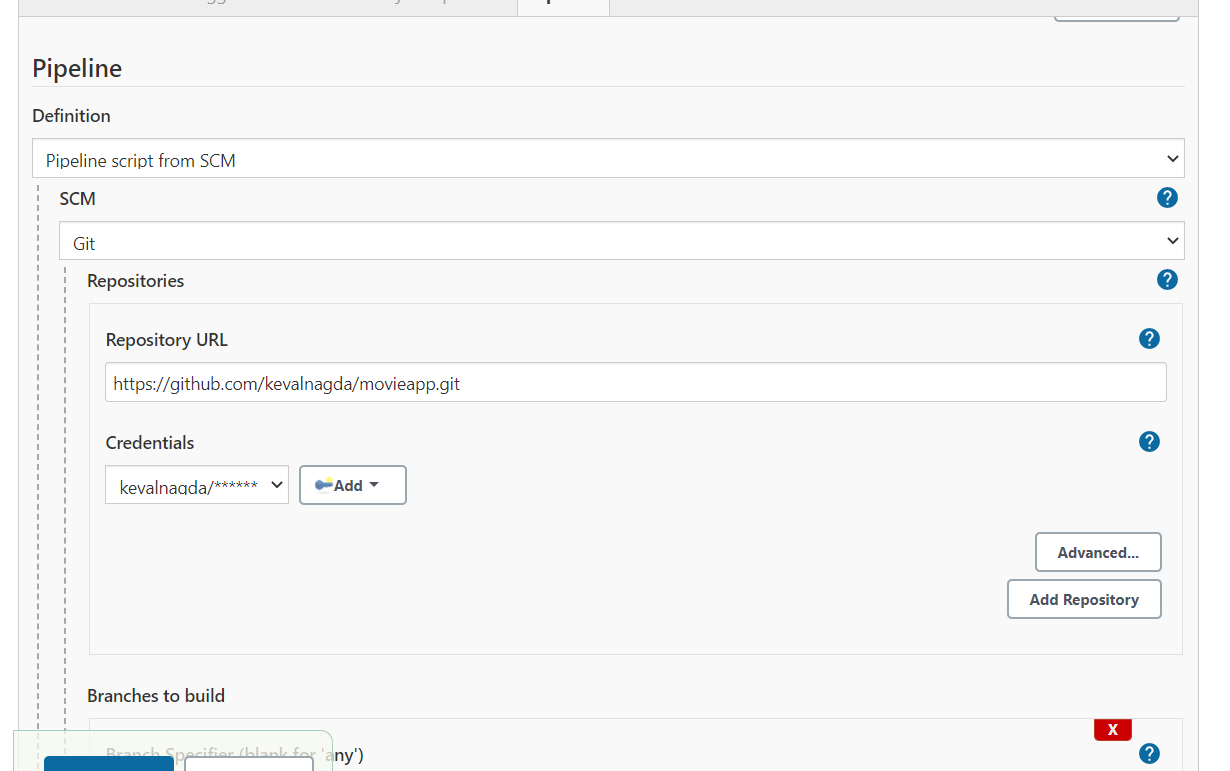 Pipeline
Definition
Pipeline script from SCM
SCM
?
Git
Repositories
?
Repository URL
?
https://github.com/kevalnagda/movieapp.git
Credentials
?
kevalnagda/******
Add
Advanced...
Add Repository
Branches to build
X
Branch Specifier (blank for 'any')
?